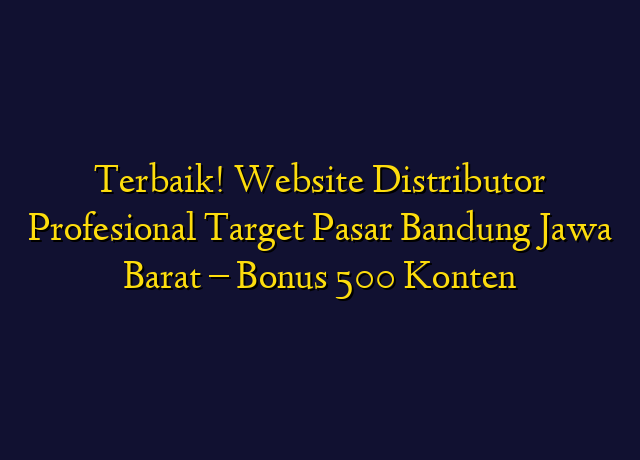 Terbaik! Website Distributor
Profesional Target Pasar Bandung Jawa
Barat – Bonus 500 Konten